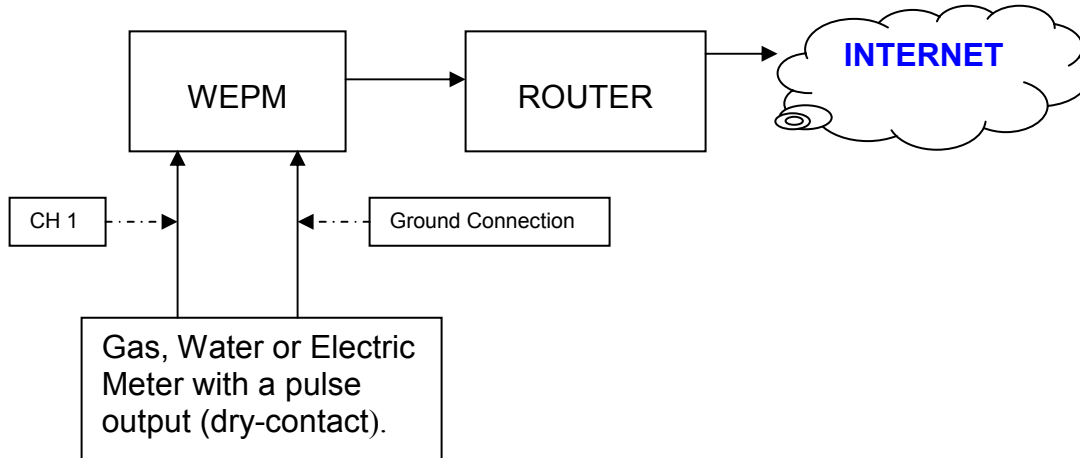 INTERNET
WEPM
ROUTER
CH 1
Ground Connection
Gas, Water or Electric
Meter with a pulse
output (dry-contact).